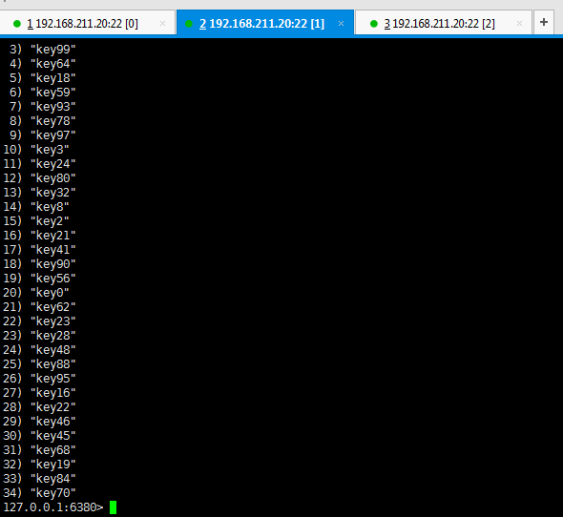 1 192.168.211.20:22 [0] × 2 192.168.211.20:22 [1] × 3 192.168.211.20:22 [2] × +
3) "key99"
4) "key64"
5) "key18"
6) "key59"
7) "key93"
8) "key78"
9) "key97"
10) "key3"
11) "key24"
12) "key80"
13) "key32"
14) "key8"
15) "key2"
16) "key21"
17) "key41"
18) "key90"
19) "key56"
20) "key0"
21) "key62"
22) "key23"
23) "key28"
24) "key48"
25) "key88"
26) "key95"
27) "key16"
28) "key22"
29) "key46"
30) "key45"
31) "key68"
32) "key19"
33) "key84"
34) "key70"
127.0.0.1:6380>